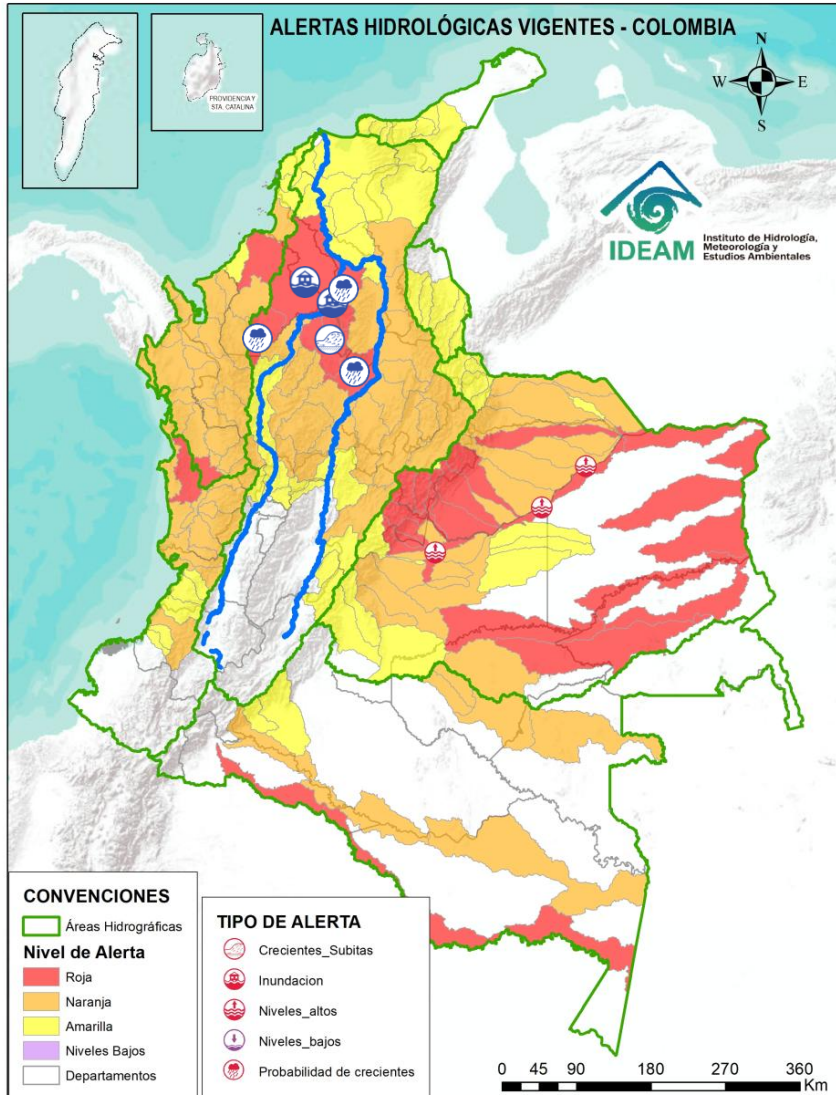 ALERTAS HIDROLÓGICAS VIGENTES - COLOMBIA
PROVIDENCIA Y
STA. CATALINA
N
W
E
S
IDEAM
Instituto de Hidrología,
Meteorología y
Estudios Ambientales
CONVENCIONES
Áreas Hidrográficas
Nivel de Alerta
Roja
Naranja
Amarilla
Niveles Bajos
Departamentos
TIPO DE ALERTA
Crecientes_Subitas
Inundacion
Niveles_altos
Niveles_bajos
Probabilidad de crecientes
0 45 90 180 270 360
Km